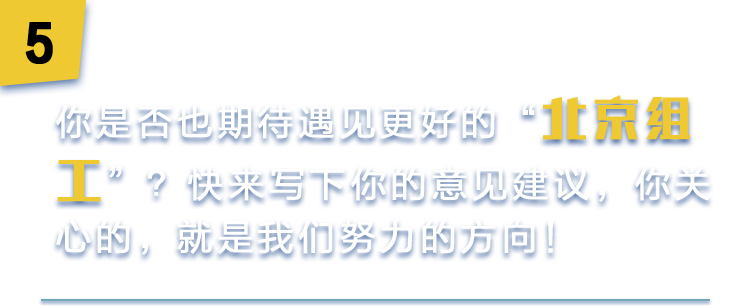 5
你是否也期待遇见更好的“北京组
工”？快来写下你的意见建议，你关
心的，就是我们努力的方向！